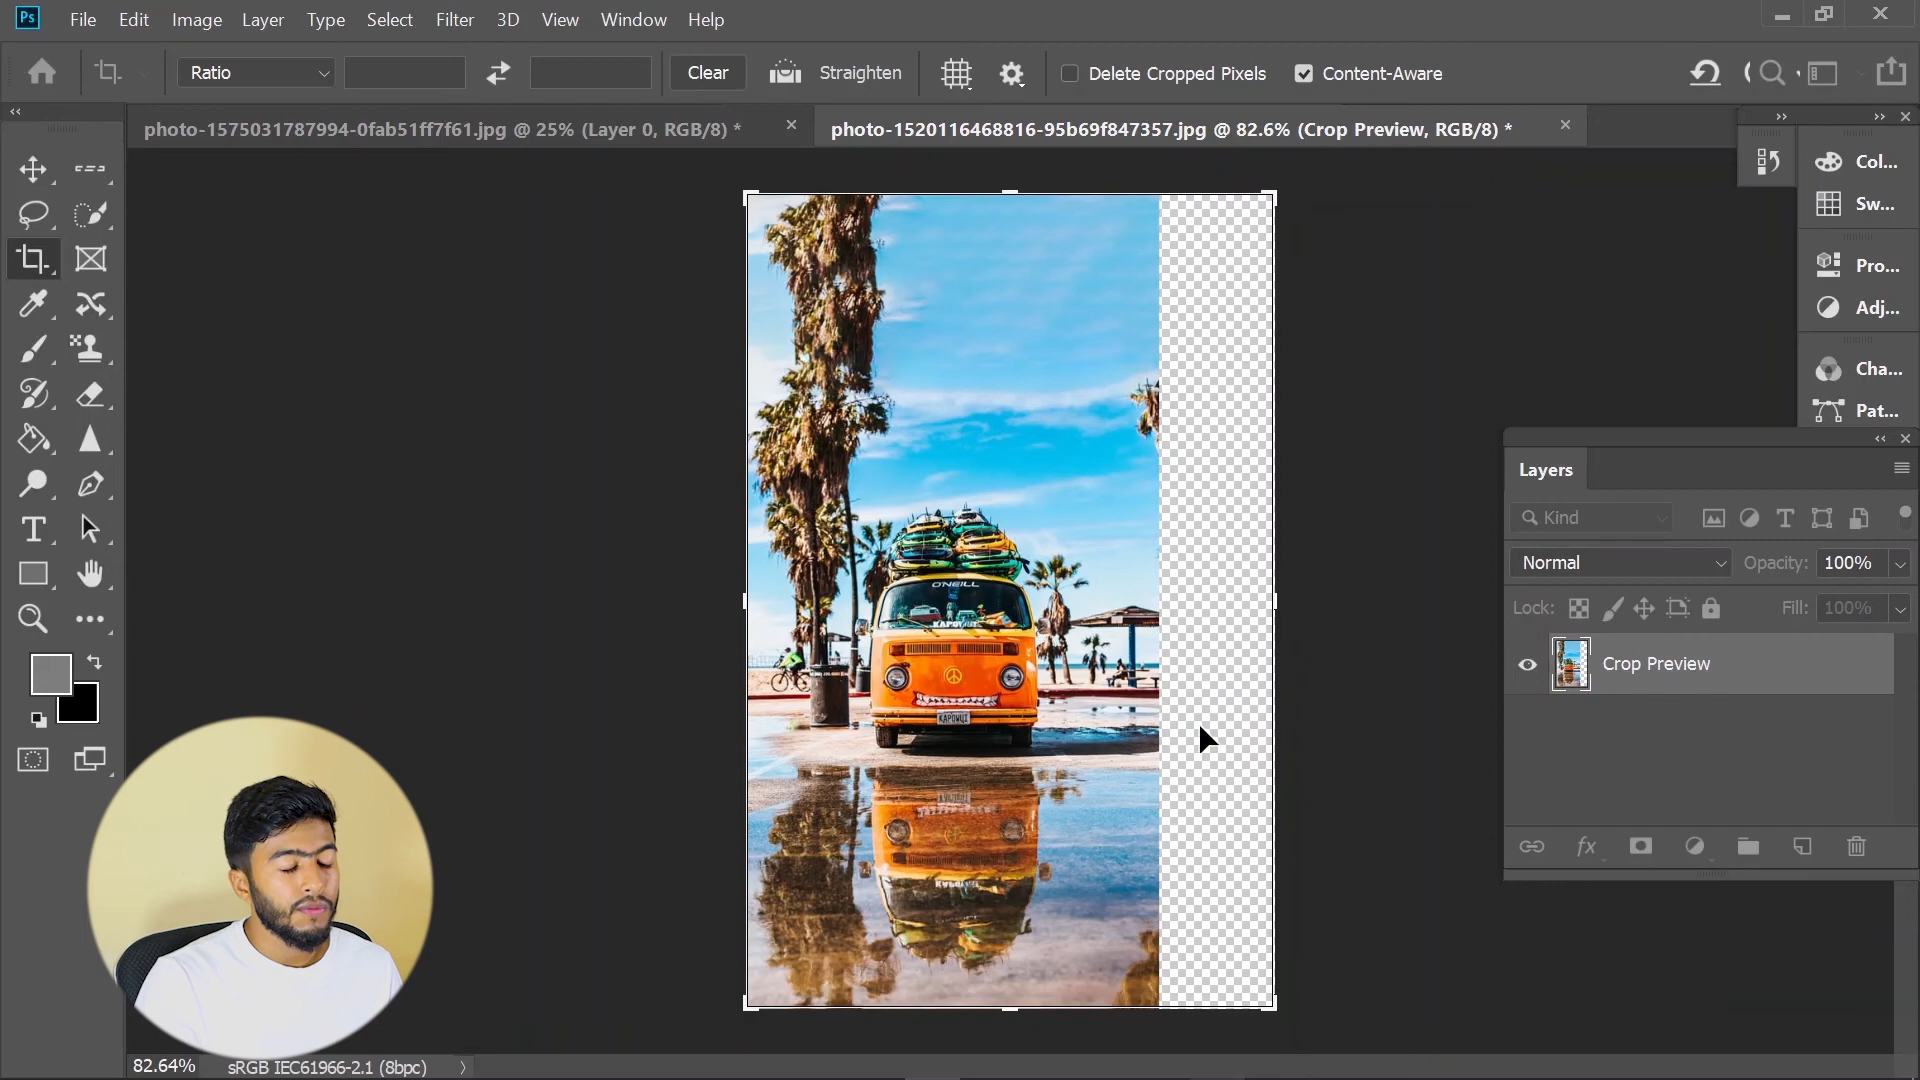 Ps File Edit Image Layer Type Select Filter 3D View Window Help
Ratio Clear Straighten Delete Cropped Pixels Content-Aware
photo-1575031787994-0fab51ff7f61.jpg @ 25% (Layer 0, RGB/8) *
photo-1520116468816-95b69f847357.jpg @ 82.6% (Crop Preview, RGB/8) *
Col...
Sw...
Pro...
Adj...
Cha...
Pat...
Layers
Kind
Normal Opacity: 100%
Lock: Fill: 100%
Crop Preview
O'NEILL
KAPOWUI
KAPOWUI
82.64% sRGB IEC61966-2.1 (8bpc)